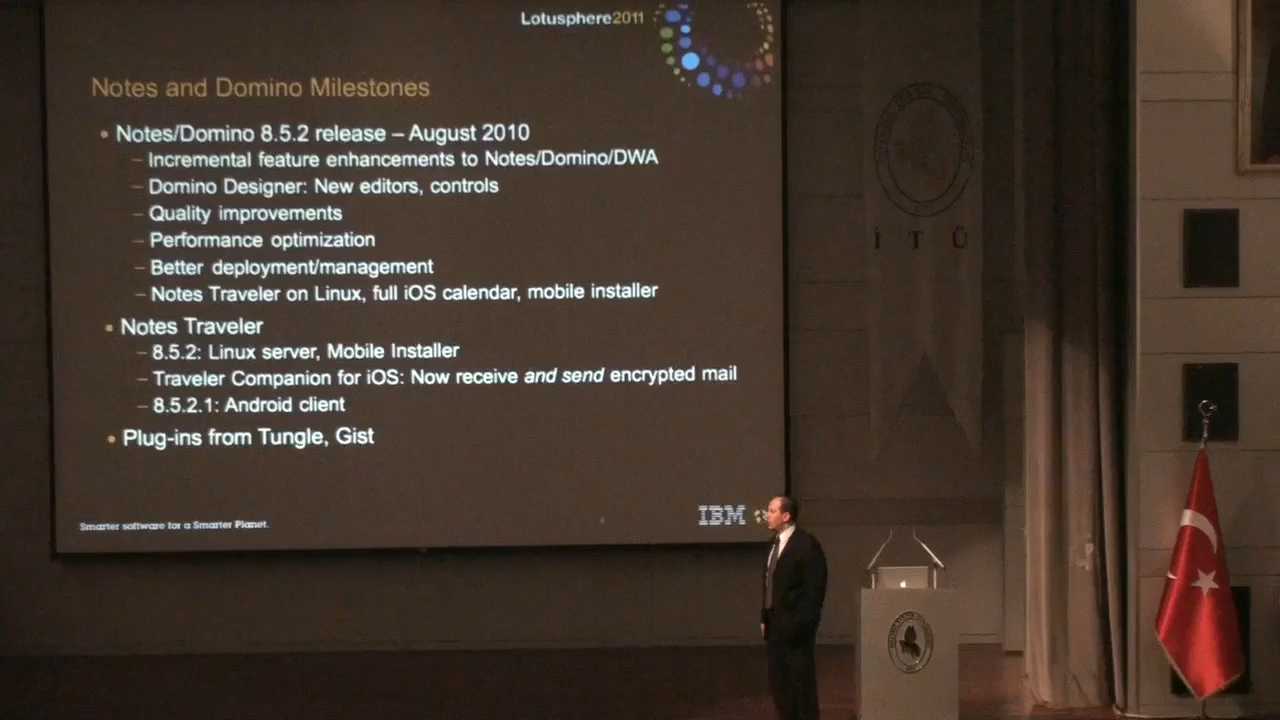 Lotusphere2011
Notes and Domino Milestones
• Notes/Domino 8.5.2 release – August 2010
– Incremental feature enhancements to Notes/Domino/DWA
– Domino Designer: New editors, controls
– Quality improvements
– Performance optimization
– Better deployment/management
– Notes Traveler on Linux, full iOS calendar, mobile installer
• Notes Traveler
– 8.5.2: Linux server, Mobile Installer
– Traveler Companion for iOS: Now receive and send encrypted mail
– 8.5.2.1: Android client
• Plug-ins from Tungle, Gist
Smarter software for a Smarter Planet.
IBM
İTÜ